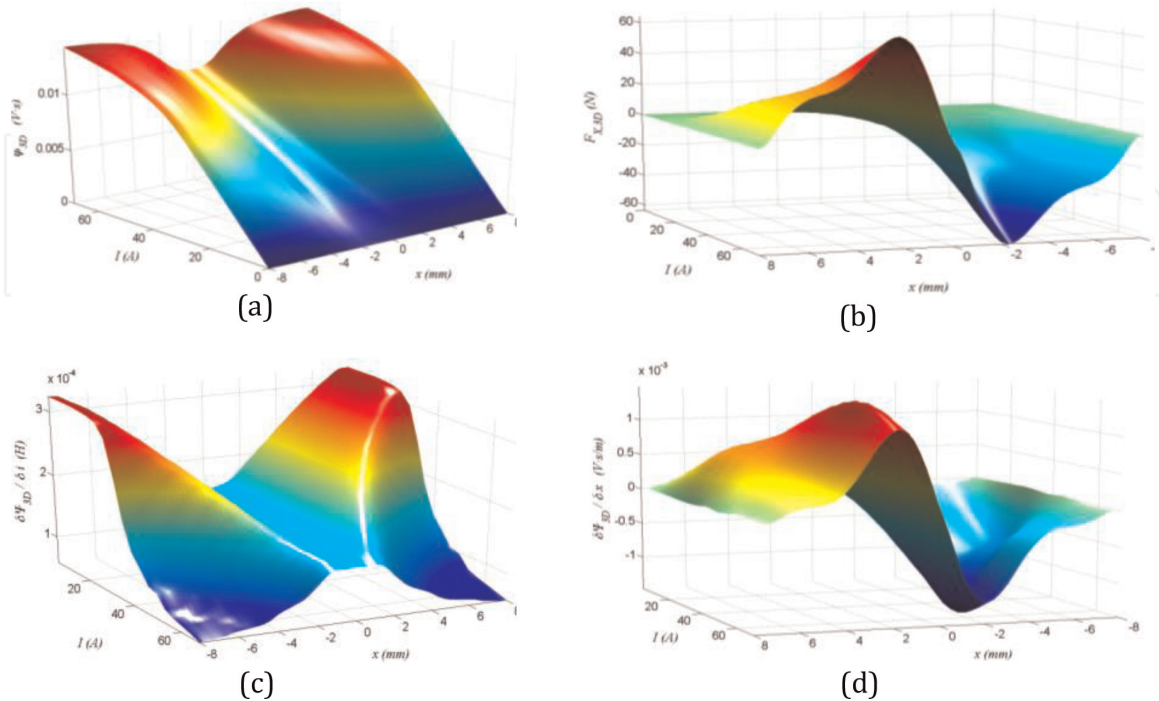 0.01
0.005
0
φ3D (V·s)
60
40
20
0
I (A)
-8 -6 -4 -2 0 2 4 6
x (mm)
(a)
60
40
20
0
-20
-40
-60
F X,3D (N)
0
20
40
60
I (A)
8 6 4 2 0 -2 -4 -6
x (mm)
(b)
x 10⁻⁴
3
2
1
δΨ3D / δ i (H)
20
40
60
I (A)
-8 -6 -4 -2 0 2 4 6
x (mm)
(c)
x 10⁻³
1
0.5
0
-0.5
-1
δΨ3D / δ x (V·s/m)
20
40
60
I (A)
8 6 4 2 0 -2 -4 -6 -8
x (mm)
(d)